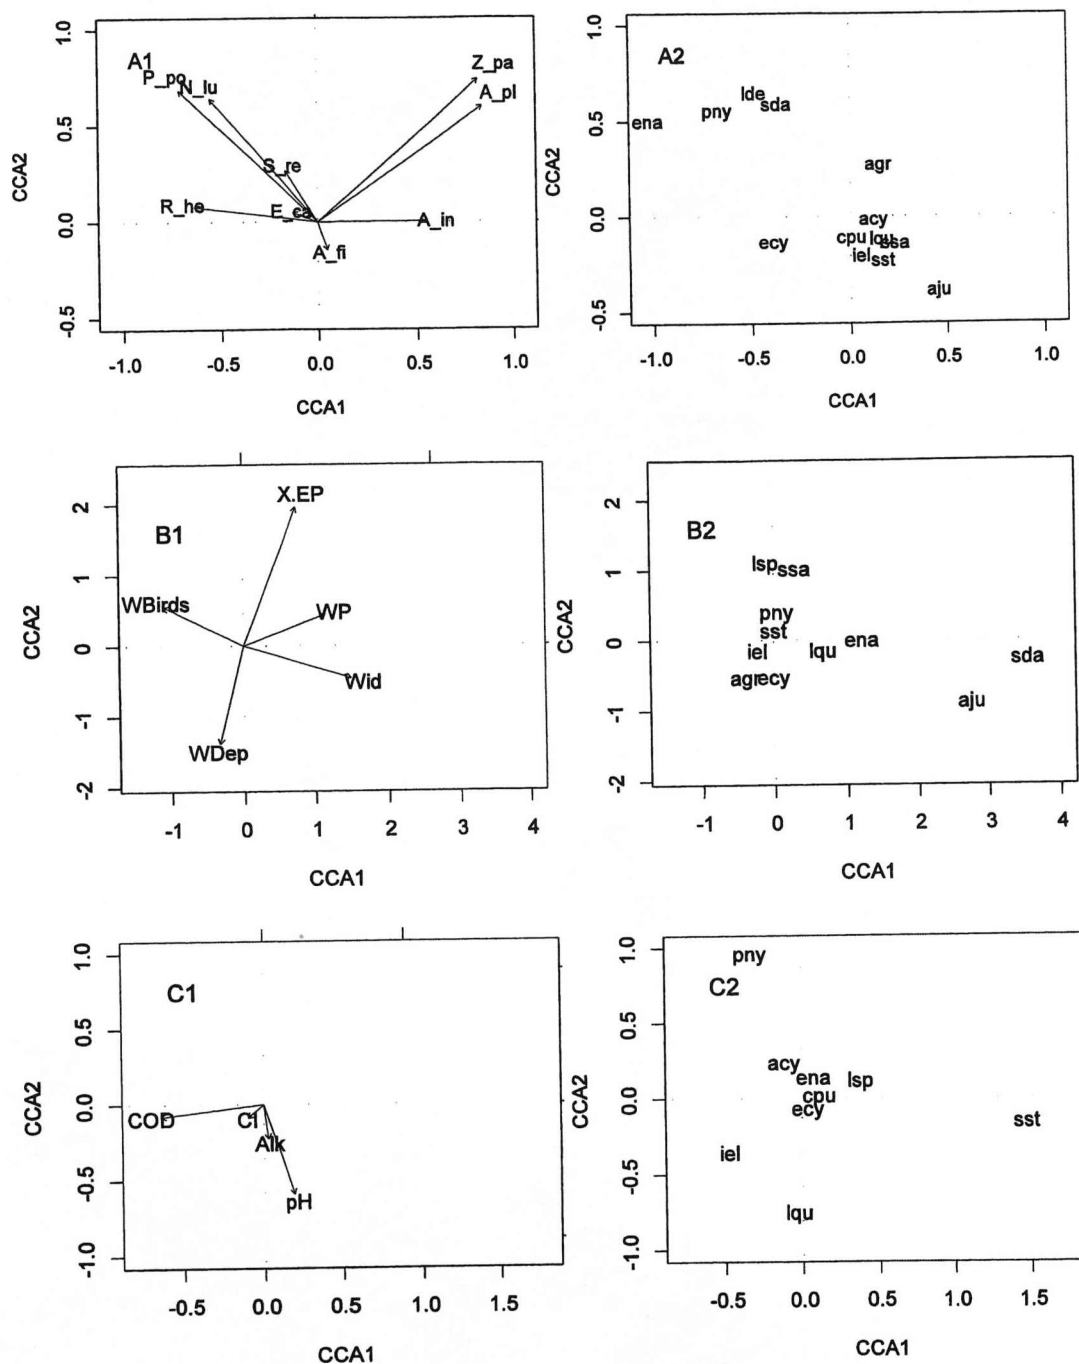 A1
P_po
N_lu
Z_pa
A_pl
S_re
R_he
E_ca
A_in
A_fi
CCA2
1.0
0.5
0.0
-0.5
-1.0 -0.5 0.0 0.5 1.0
CCA1
A2
lde
pny sda
ena
agr
acy
ecy cpu lqu ssa
iel sst
aju
CCA2
1.0
0.5
0.0
-0.5
-1.0 -0.5 0.0 0.5 1.0
CCA1
B1
X.EP
WBirds WP
Wid
WDep
CCA2
2
1
0
-1
-2
-1 0 1 2 3 4
CCA1
B2
lsp ssa
pny
sst
iel lqu ena sda
agr ecy
aju
CCA2
2
1
0
-1
-2
-1 0 1 2 3 4
CCA1
C1
COD Cl
Alk
pH
CCA2
1.0
0.5
0.0
-0.5
-1.0
-0.5 0.0 0.5 1.0 1.5
CCA1
pny
C2
acy
ena lsp
cpu
ecy sst
iel
lqu
CCA2
1.0
0.5
0.0
-0.5
-1.0
-0.5 0.0 0.5 1.0 1.5
CCA1